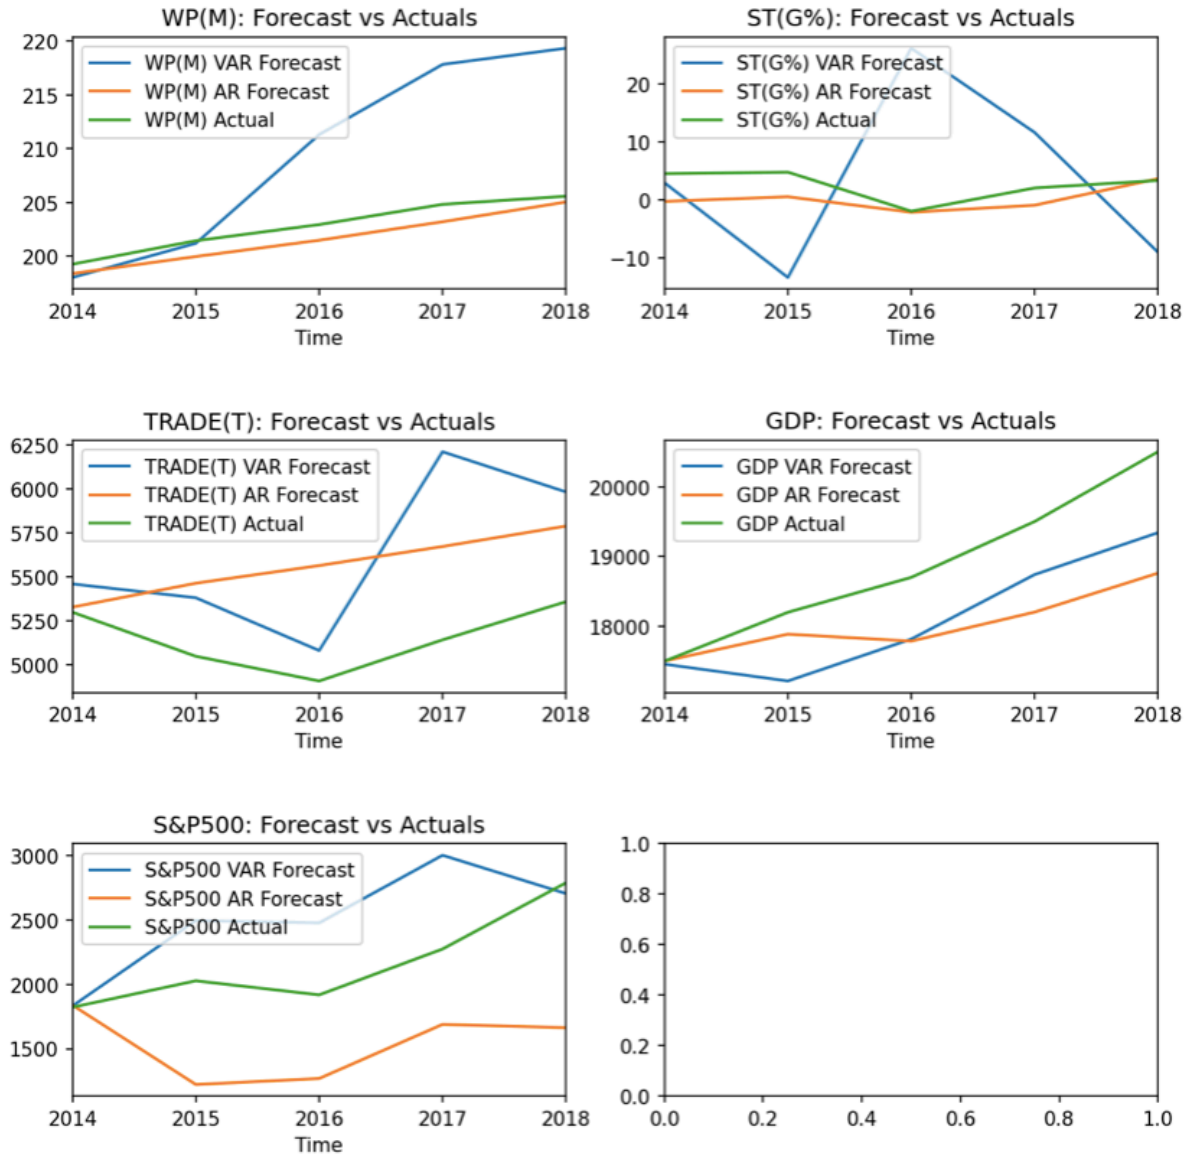 WP(M): Forecast vs Actuals
220
215
210
205
200
WP(M) VAR Forecast
WP(M) AR Forecast
WP(M) Actual
2014 2015 2016 2017 2018
Time
ST(G%): Forecast vs Actuals
20
10
0
−10
ST(G%) VAR Forecast
ST(G%) AR Forecast
ST(G%) Actual
2014 2015 2016 2017 2018
Time
TRADE(T): Forecast vs Actuals
6250
6000
5750
5500
5250
5000
TRADE(T) VAR Forecast
TRADE(T) AR Forecast
TRADE(T) Actual
2014 2015 2016 2017 2018
Time
GDP: Forecast vs Actuals
20000
19000
18000
GDP VAR Forecast
GDP AR Forecast
GDP Actual
2014 2015 2016 2017 2018
Time
S&P500: Forecast vs Actuals
3000
2500
2000
1500
S&P500 VAR Forecast
S&P500 AR Forecast
S&P500 Actual
2014 2015 2016 2017 2018
Time
1.0
0.8
0.6
0.4
0.2
0.0
0.0 0.2 0.4 0.6 0.8 1.0